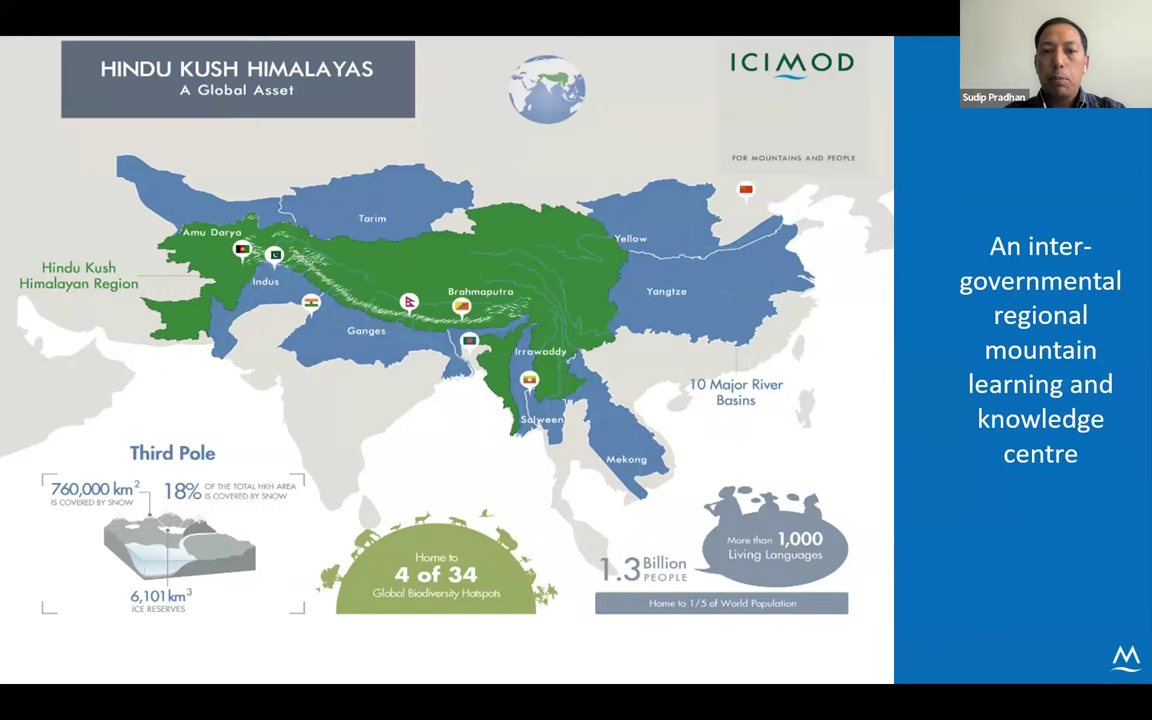 HINDU KUSH HIMALAYAS
A Global Asset
ICIMOD
FOR MOUNTAINS AND PEOPLE
Sudip Pradhan
Tarim
Amu Darya
Yellow
Hindu Kush
Himalayan Region
Indus
Brahmaputra
Yangtze
Ganges
Irrawaddy
10 Major River
Basins
Salween
Mekong
Third Pole
760,000 km²
IS COVERED BY SNOW
18% OF THE TOTAL HKH AREA
IS COVERED BY SNOW
6,101 km³
ICE RESERVES
Home to
4 of 34
Global Biodiversity Hotspots
More than 1,000
Living Languages
1.3 Billion
PEOPLE
Home to 1/5 of World Population
An inter-
governmental
regional
mountain
learning and
knowledge
centre